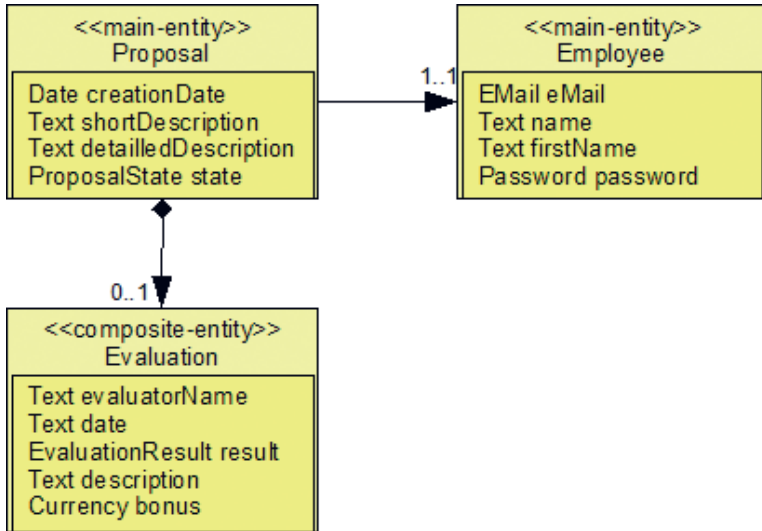 <<main-entity>>
Proposal
Date creationDate
Text shortDescription
Text detailledDescription
ProposalState state
1..1
<<main-entity>>
Employee
EMail eMail
Text name
Text firstName
Password password
0..1
<<composite-entity>>
Evaluation
Text evaluatorName
Text date
EvaluationResult result
Text description
Currency bonus